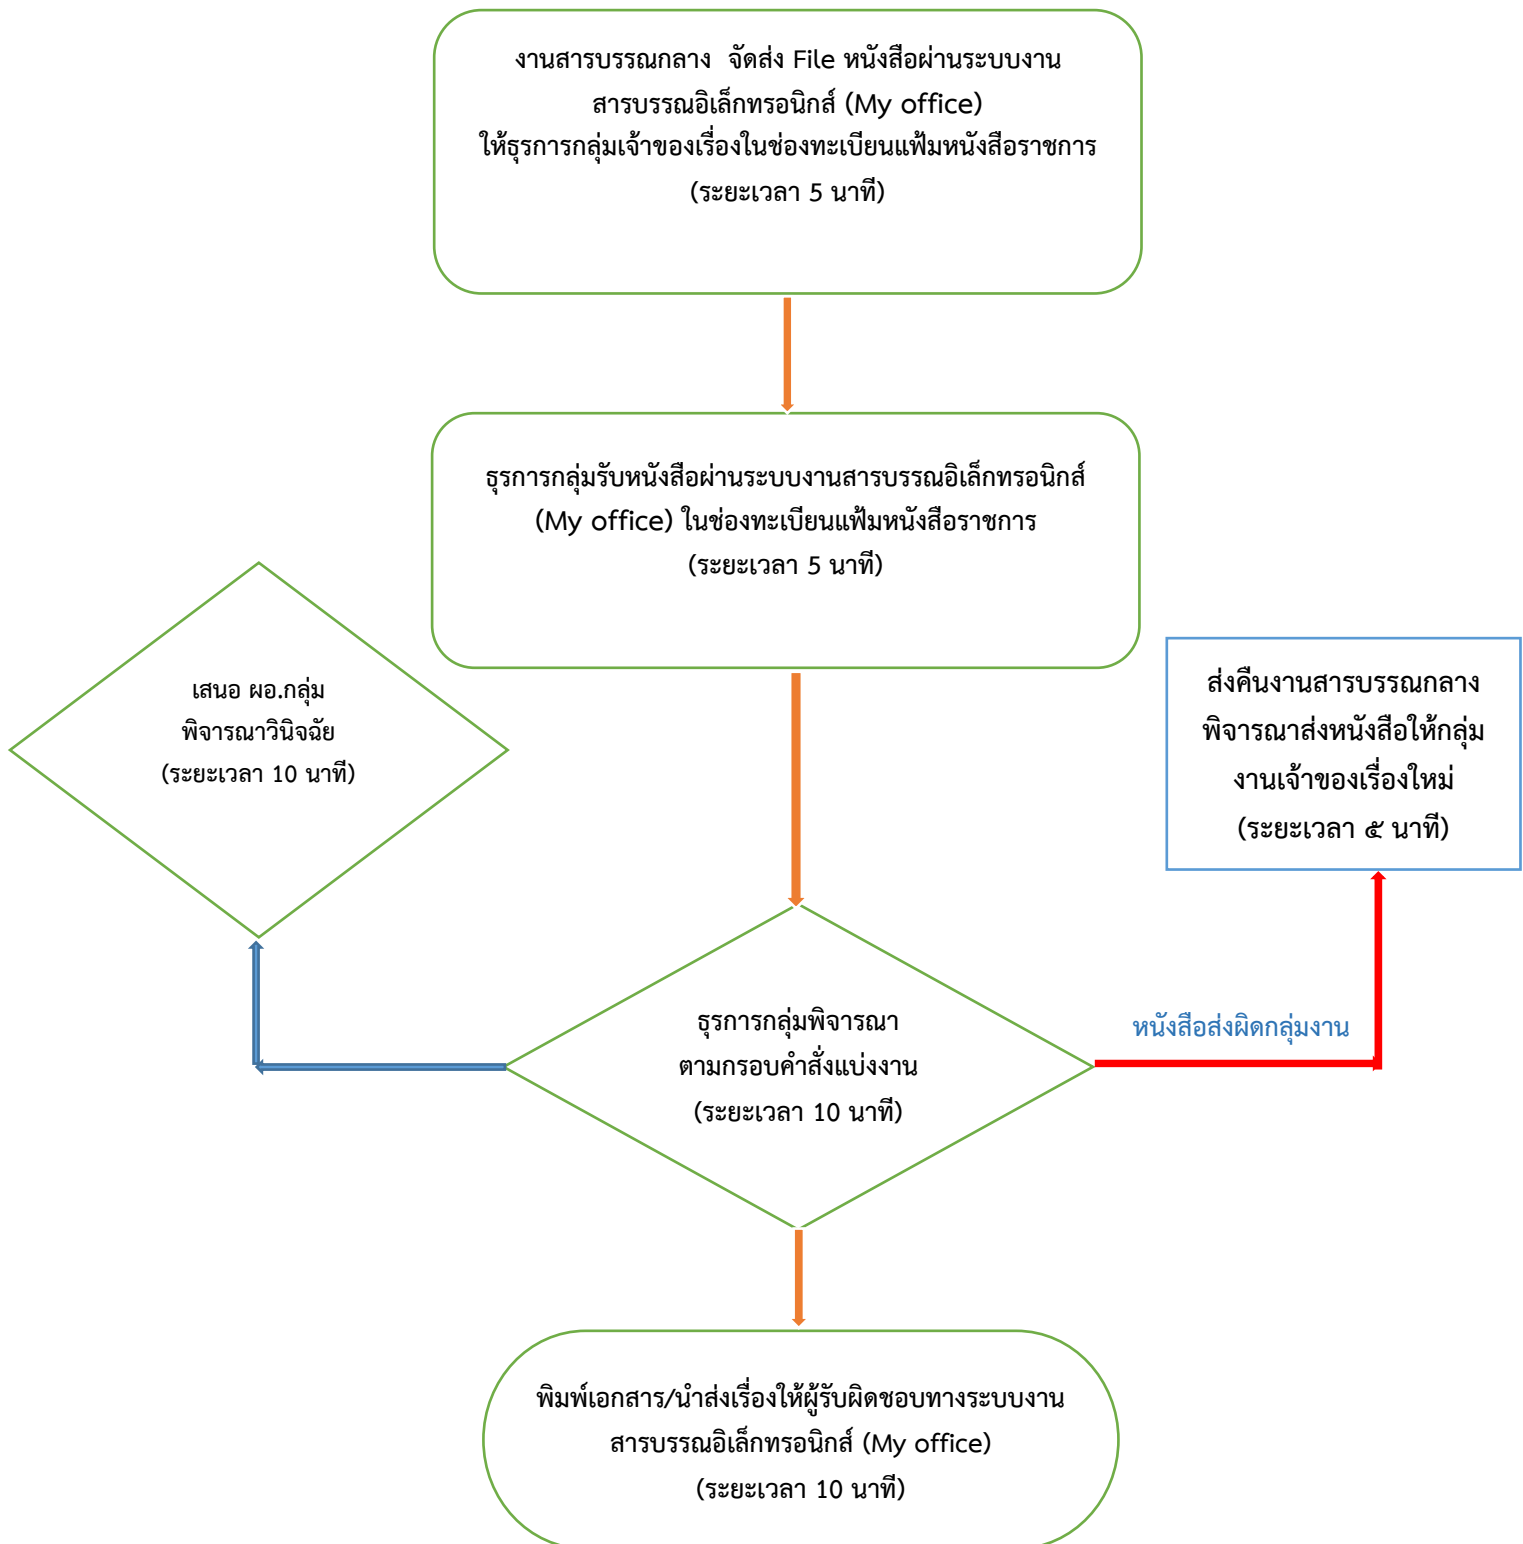 งานสารบรรณกลาง  จัดส่ง File หนังสือผ่านระบบงาน
สารบรรณอิเล็กทรอนิกส์ (My office)
ให้ธุรการกลุ่มเจ้าของเรื่องในช่องทะเบียนแฟ้มหนังสือราชการ
(ระยะเวลา 5 นาที)
ธุรการกลุ่มรับหนังสือผ่านระบบงานสารบรรณอิเล็กทรอนิกส์
(My office) ในช่องทะเบียนแฟ้มหนังสือราชการ
(ระยะเวลา 5 นาที)
เสนอ ผอ.กลุ่ม
พิจารณาวินิจฉัย
(ระยะเวลา 10 นาที)
ส่งคืนงานสารบรรณกลาง
พิจารณาส่งหนังสือให้กลุ่ม
งานเจ้าของเรื่องใหม่
(ระยะเวลา ๕ นาที)
ธุรการกลุ่มพิจารณา
ตามกรอบคำสั่งแบ่งงาน
(ระยะเวลา 10 นาที)
หนังสือส่งผิดกลุ่มงาน
พิมพ์เอกสาร/นำส่งเรื่องให้ผู้รับผิดชอบทางระบบงาน
สารบรรณอิเล็กทรอนิกส์ (My office)
(ระยะเวลา 10 นาที)